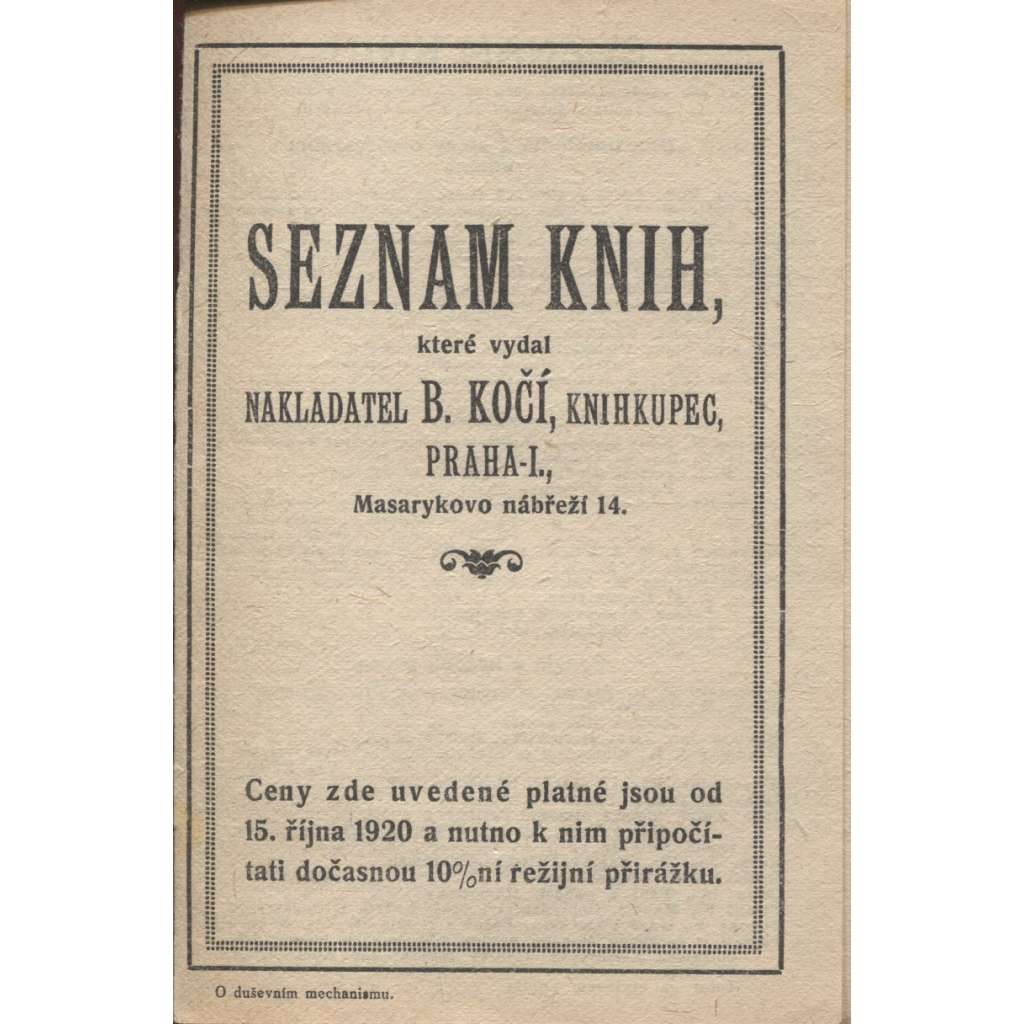 SEZNAM KNIH,
které vydal
NAKLADATEL B. KOČÍ, KNIHKUPEC,
PRAHA-I.,
Masarykovo nábřeží 14.
Ceny zde uvedené platné jsou od
15. října 1920 a nutno k nim připočí-
tati dočasnou 10%ní režijní přirážku.
O duševním mechanismu.